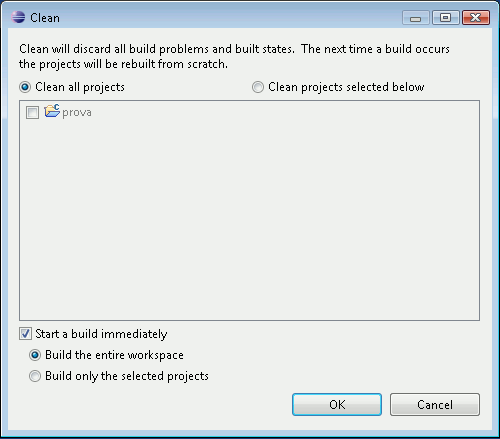 Clean
Clean will discard all build problems and built states. The next time a build occurs
the projects will be rebuilt from scratch.
Clean all projects
Clean projects selected below
prova
Start a build immediately
Build the entire workspace
Build only the selected projects
OK
Cancel